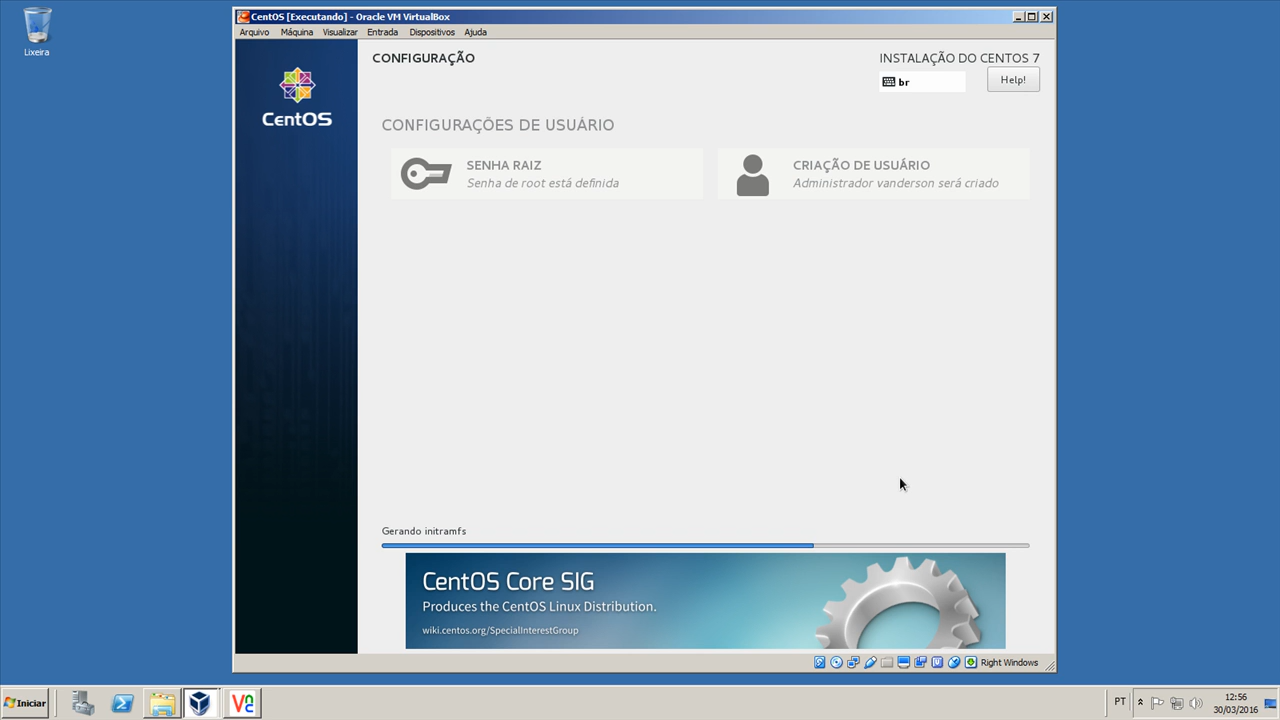 Lixeira
CentOS [Executando] - Oracle VM VirtualBox
Arquivo Máquina Visualizar Entrada Dispositivos Ajuda
CentOS
CONFIGURAÇÃO
INSTALAÇÃO DO CENTOS 7
br
Help!
CONFIGURAÇÕES DE USUÁRIO
SENHA RAIZ
Senha de root está definida
CRIAÇÃO DE USUÁRIO
Administrador vanderson será criado
Gerando initramfs
CentOS Core SIG
Produces the CentOS Linux Distribution.
wiki.centos.org/SpecialInterestGroup
Right Windows
Iniciar
PT
12:56
30/03/2016